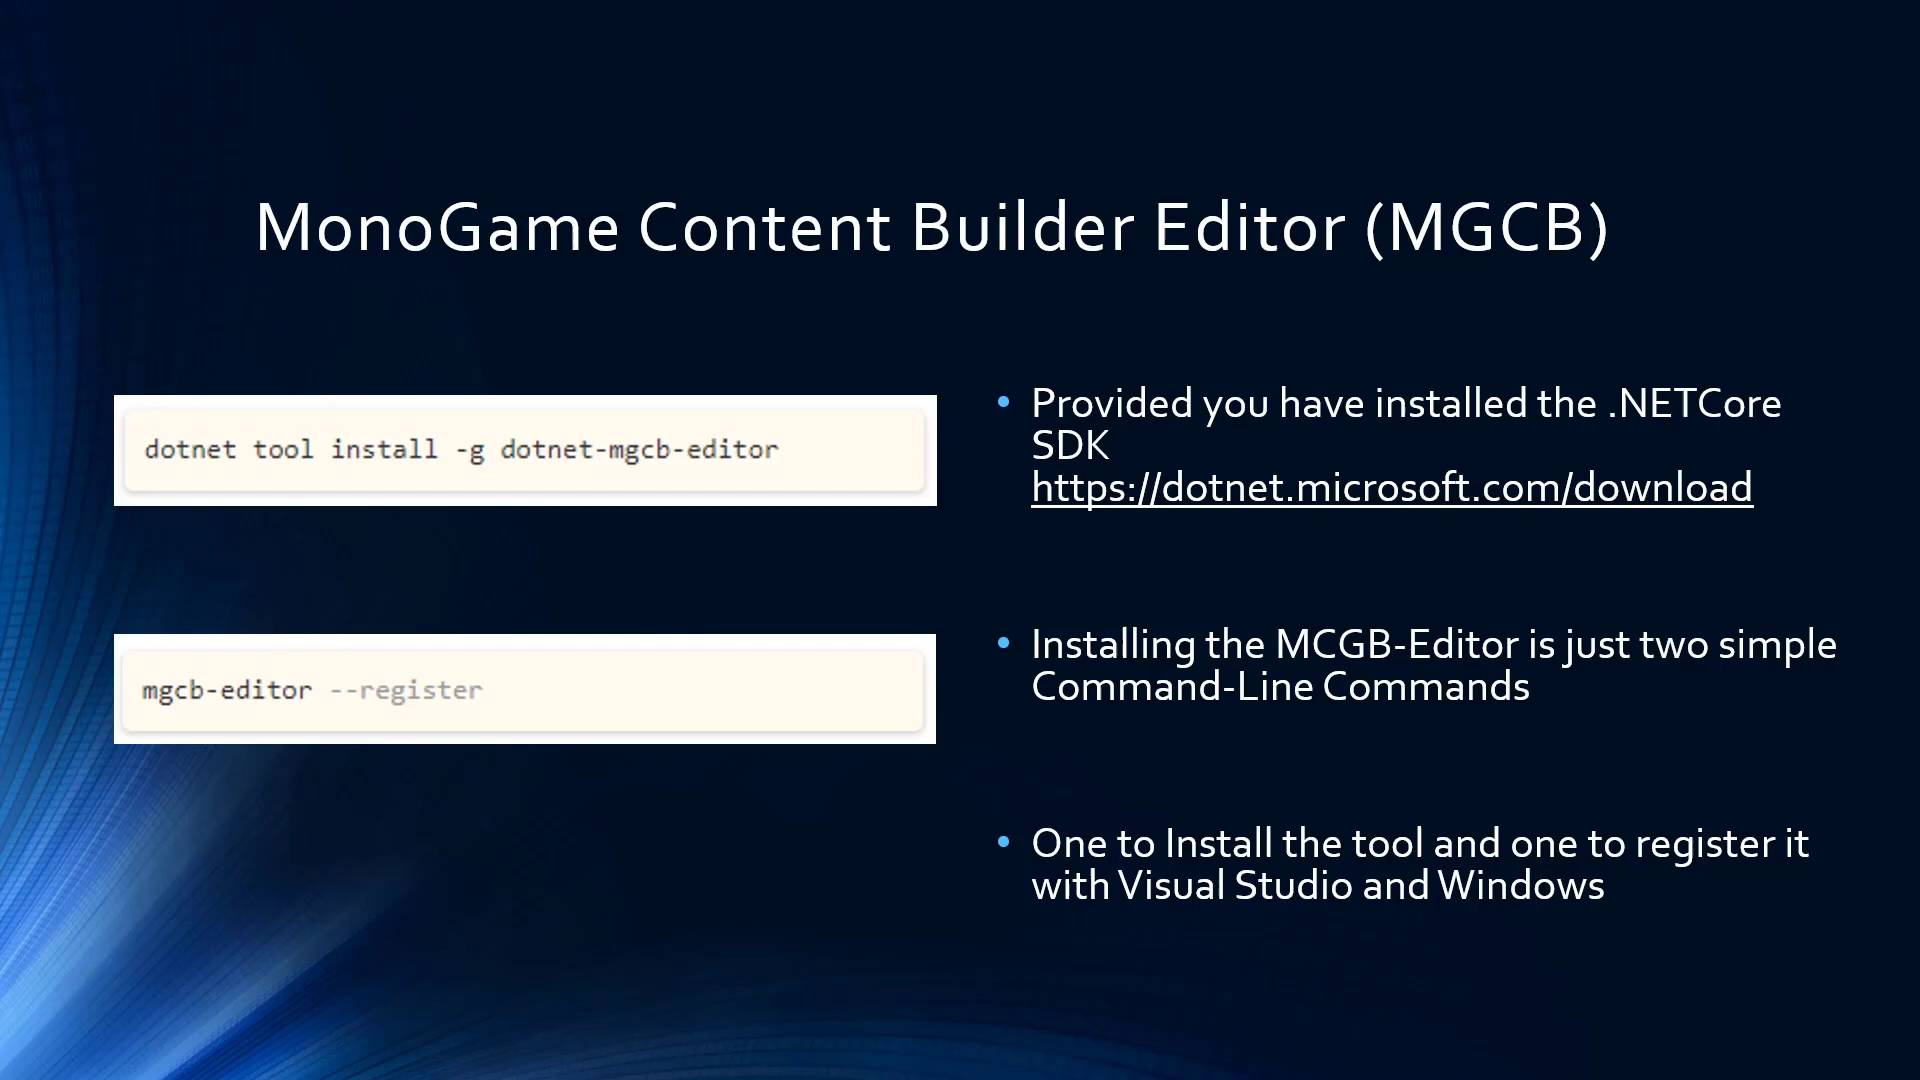 MonoGame Content Builder Editor (MGCB)
dotnet tool install -g dotnet-mgcb-editor
mgcb-editor --register
• Provided you have installed the .NETCore
SDK
https://dotnet.microsoft.com/download
• Installing the MCGB-Editor is just two simple
Command-Line Commands
• One to Install the tool and one to register it
with Visual Studio and Windows